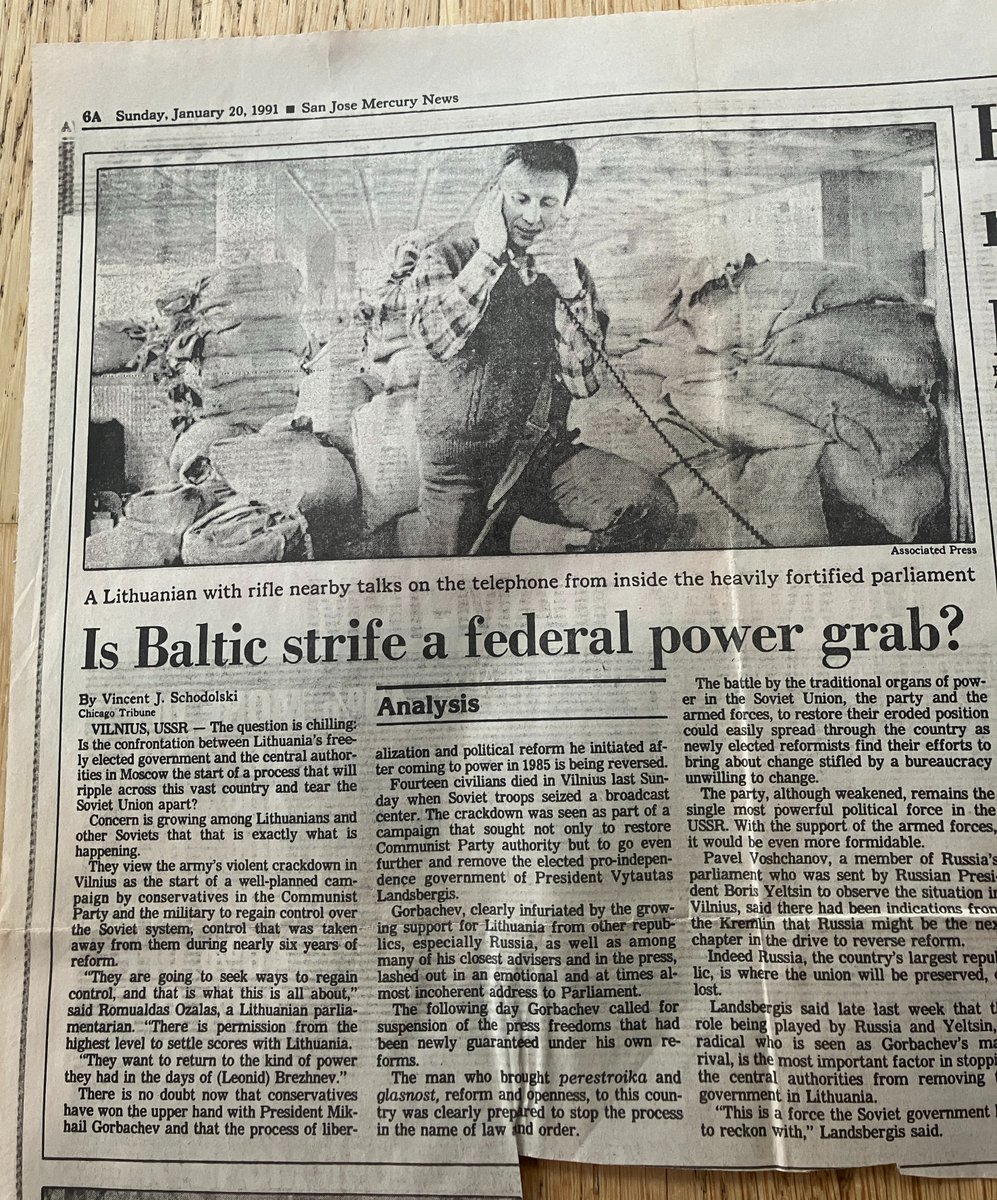 6A Sunday, January 20, 1991 ■ San Jose Mercury News
Associated Press
A Lithuanian with rifle nearby talks on the telephone from inside the heavily fortified parliament
Is Baltic strife a federal power grab?
By Vincent J. Schodolski
Chicago Tribune
VILNIUS, USSR — The question is chilling:
Is the confrontation between Lithuania's free-
ly elected government and the central author-
ities in Moscow the start of a process that will
ripple across this vast country and tear the
Soviet Union apart?
Concern is growing among Lithuanians and
other Soviets that that is exactly what is
happening.
They view the army's violent crackdown in
Vilnius as the start of a well-planned cam-
paign by conservatives in the Communist
Party and the military to regain control over
the Soviet system, control that was taken
away from them during nearly six years of
reform.
"They are going to seek ways to regain
control, and that is what this is all about,"
said Romualdas Ozalas, a Lithuanian parlia-
mentarian. "There is permission from the
highest level to settle scores with Lithuania.
"They want to return to the kind of power
they had in the days of (Leonid) Brezhnev."
There is no doubt now that conservatives
have won the upper hand with President Mik-
hail Gorbachev and that the process of liber-
Analysis
alization and political reform he initiated af-
ter coming to power in 1985 is being reversed.
Fourteen civilians died in Vilnius last Sun-
day when Soviet troops seized a broadcast
center. The crackdown was seen as part of a
campaign that sought not only to restore
Communist Party authority but to go even
further and remove the elected pro-indepen-
dence government of President Vytautas
Landsbergis.
Gorbachev, clearly infuriated by the grow-
ing support for Lithuania from other repub-
lics, especially Russia, as well as among
many of his closest advisers and in the press,
lashed out in an emotional and at times al-
most incoherent address to Parliament.
The following day Gorbachev called for
suspension of the press freedoms that had
been newly guaranteed under his own re-
forms.
The man who brought perestroika and
glasnost, reform and openness, to this coun-
try was clearly prepared to stop the process
in the name of law and order.
The battle by the traditional organs of pow-
er in the Soviet Union, the party and the
armed forces, to restore their eroded position
could easily spread through the country as
newly elected reformists find their efforts to
bring about change stifled by a bureaucracy
unwilling to change.
The party, although weakened, remains the
single most powerful political force in the
USSR. With the support of the armed forces,
it would be even more formidable.
Pavel Voshchanov, a member of Russia's
parliament who was sent by Russian Presi-
dent Boris Yeltsin to observe the situation in
Vilnius, said there had been indications from
the Kremlin that Russia might be the nex
chapter in the drive to reverse reform.
Indeed Russia, the country's largest repu
lic, is where the union will be preserved,
lost.
Landsbergis said late last week that t
role being played by Russia and Yeltsin,
radical who is seen as Gorbachev's ma
rival, is the most important factor in stoppi
the central authorities from removing
government in Lithuania.
"This is a force the Soviet government
to reckon with," Landsbergis said.